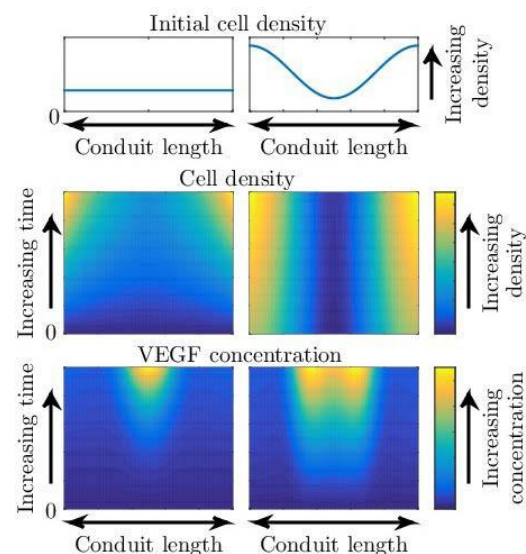 Initial cell density
0
Conduit length
Conduit length
Increasing
density
Cell density
Increasing time
0
Increasing
density
VEGF concentration
Increasing time
0
Increasing
concentration
Conduit length
Conduit length